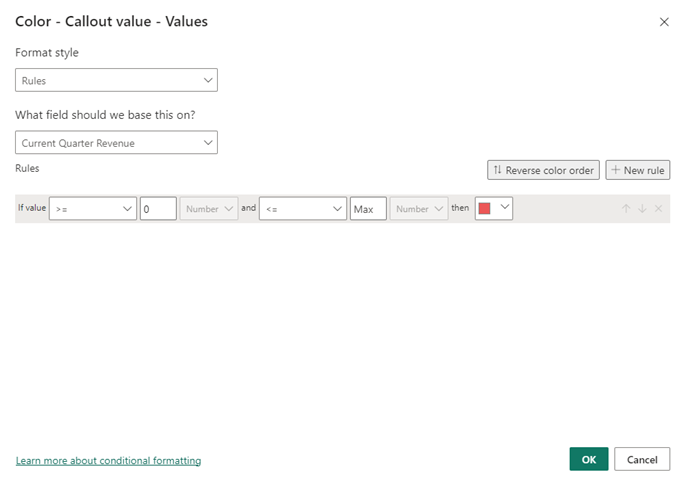 Color - Callout value - Values
Format style
Rules
What field should we base this on?
Current Quarter Revenue
Rules
Reverse color order
New rule
If value >= 0 Number and <= Max Number then
Learn more about conditional formatting
OK Cancel